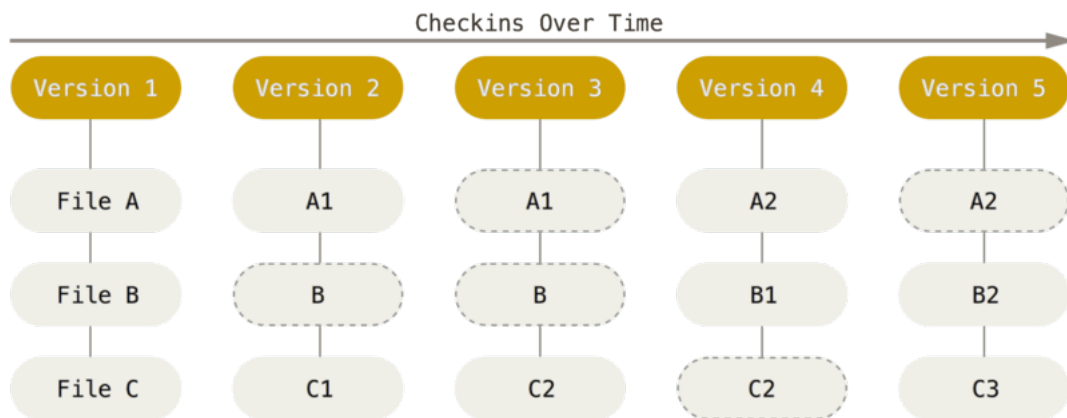 Checkins Over Time
Version 1 Version 2 Version 3 Version 4 Version 5
File A A1 A1 A2 A2
File B B B B1 B2
File C C1 C2 C2 C3